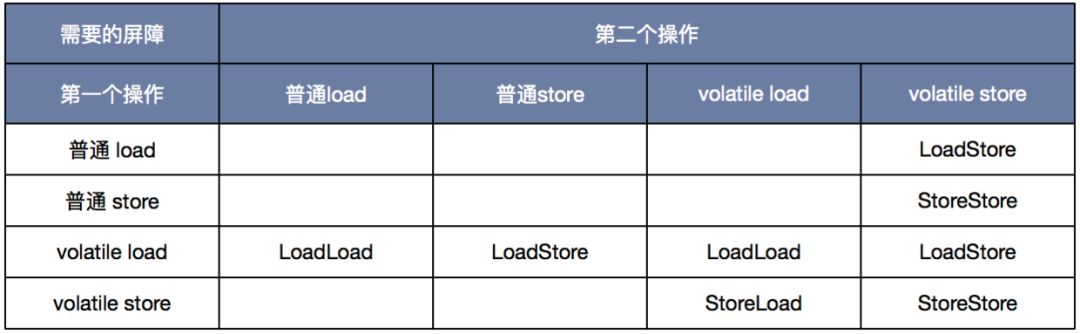 需要的屏障 第二个操作
第一个操作 普通load 普通store volatile load volatile store
普通 load LoadStore
普通 store StoreStore
volatile load LoadLoad LoadStore LoadLoad LoadStore
volatile store StoreLoad StoreStore